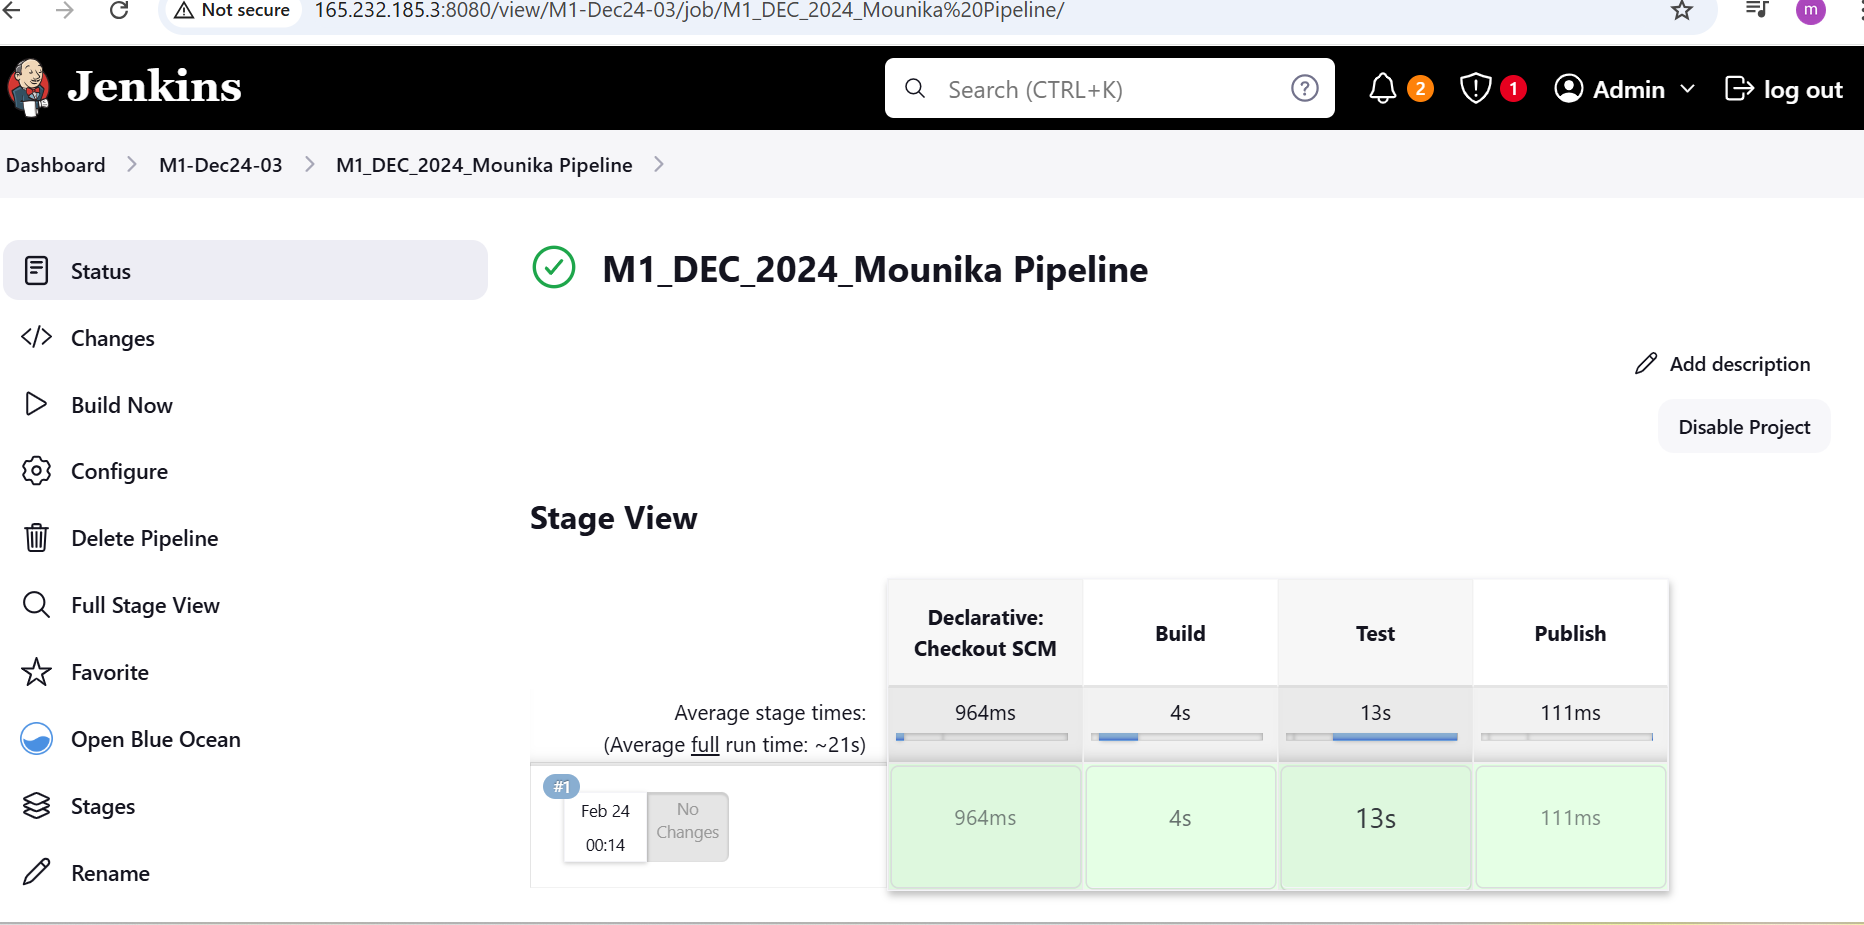 Not secure 165.232.185.3:8080/view/M1-Dec24-03/job/M1_DEC_2024_Mounika%20Pipeline/ m
Jenkins Search (CTRL+K) ? 2 1 Admin log out
Dashboard M1-Dec24-03 M1_DEC_2024_Mounika Pipeline
Status
Changes
Build Now
Configure
Delete Pipeline
Full Stage View
Favorite
Open Blue Ocean
Stages
Rename
M1_DEC_2024_Mounika Pipeline
Add description
Disable Project
Stage View
Declarative:
Checkout SCM
Build
Test
Publish
Average stage times:
(Average full run time: ~21s)
964ms
4s
13s
111ms
#1
Feb 24
00:14
No
Changes
964ms
4s
13s
111ms